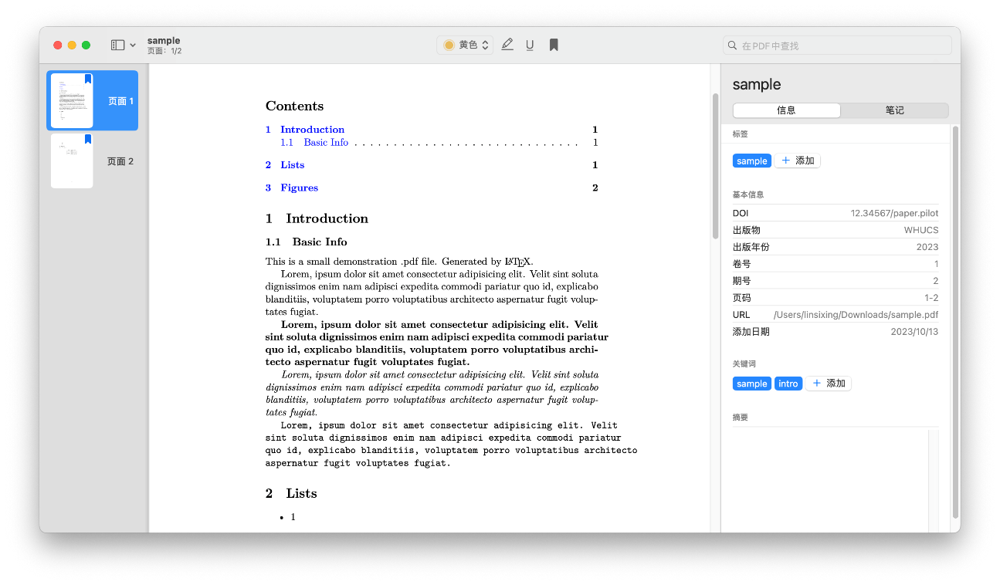 sample
页面：1/2
黄色
在PDF中查找
页面 1
页面 2
Contents
1 Introduction 1
1.1 Basic Info . . . . . . . . . . . . . . . . . . . . . . . . . . . . 1
2 Lists 1
3 Figures 2
1 Introduction
1.1 Basic Info
This is a small demonstration .pdf file. Generated by LATEX.
Lorem, ipsum dolor sit amet consectetur adipisicing elit. Velit sint soluta
dignissimos enim nam adipisci expedita commodi pariatur quo id, explicabo
blanditiis, voluptatem porro voluptatibus architecto aspernatur fugit volup-
tates fugiat.
Lorem, ipsum dolor sit amet consectetur adipisicing elit. Velit
sint soluta dignissimos enim nam adipisci expedita commodi pariatur
quo id, explicabo blanditiis, voluptatem porro voluptatibus archi-
tecto aspernatur fugit voluptates fugiat.
Lorem, ipsum dolor sit amet consectetur adipisicing elit. Velit sint soluta
dignissimos enim nam adipisci expedita commodi pariatur quo id, explicabo
blanditiis, voluptatem porro voluptatibus architecto aspernatur fugit volup-
tates fugiat.
Lorem, ipsum dolor sit amet consectetur adipisicing elit. Velit
sint soluta dignissimos enim nam adipisci expedita commodi pariatur
quo id, explicabo blanditiis, voluptatem porro voluptatibus architecto
aspernatur fugit voluptates fugiat.
2 Lists
• 1
sample
信息 笔记
标签
sample + 添加
基本信息
DOI 12.34567/paper.pilot
出版物 WHUCS
出版年份 2023
卷号 1
期号 2
页码 1-2
URL /Users/linsixing/Downloads/sample.pdf
添加日期 2023/10/13
关键词
sample intro + 添加
摘要